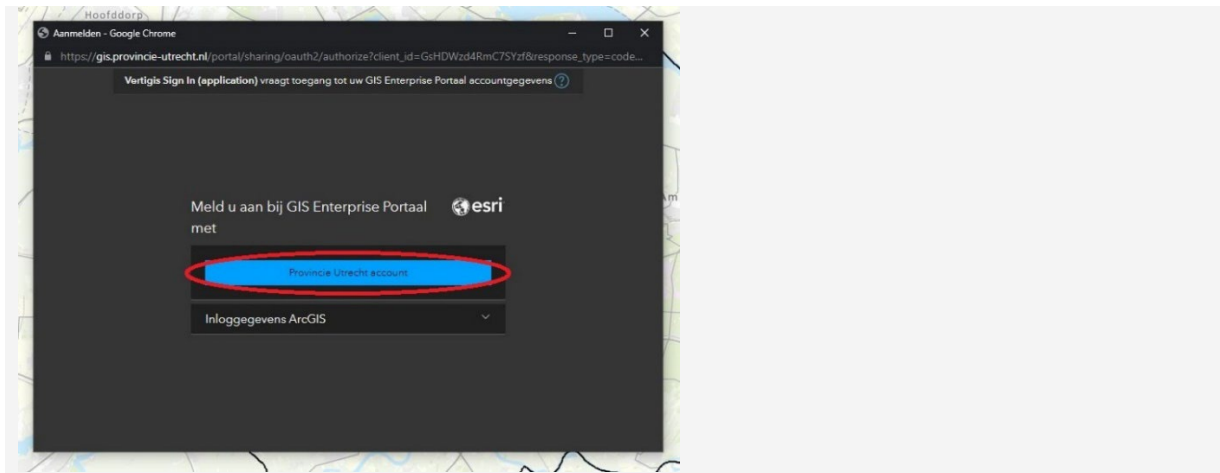 Hoofddorp
Aanmelden - Google Chrome
https://gis.provincie-utrecht.nl/portal/sharing/oauth2/authorize?client_id=GsHDWzd4RmC7SYzf&response_type=code...
Vertigis Sign In (application) vraagt toegang tot uw GIS Enterprise Portaal accountgegevens ?
Meld u aan bij GIS Enterprise Portaal
met
esri
Provincie Utrecht account
Inloggegevens ArcGIS